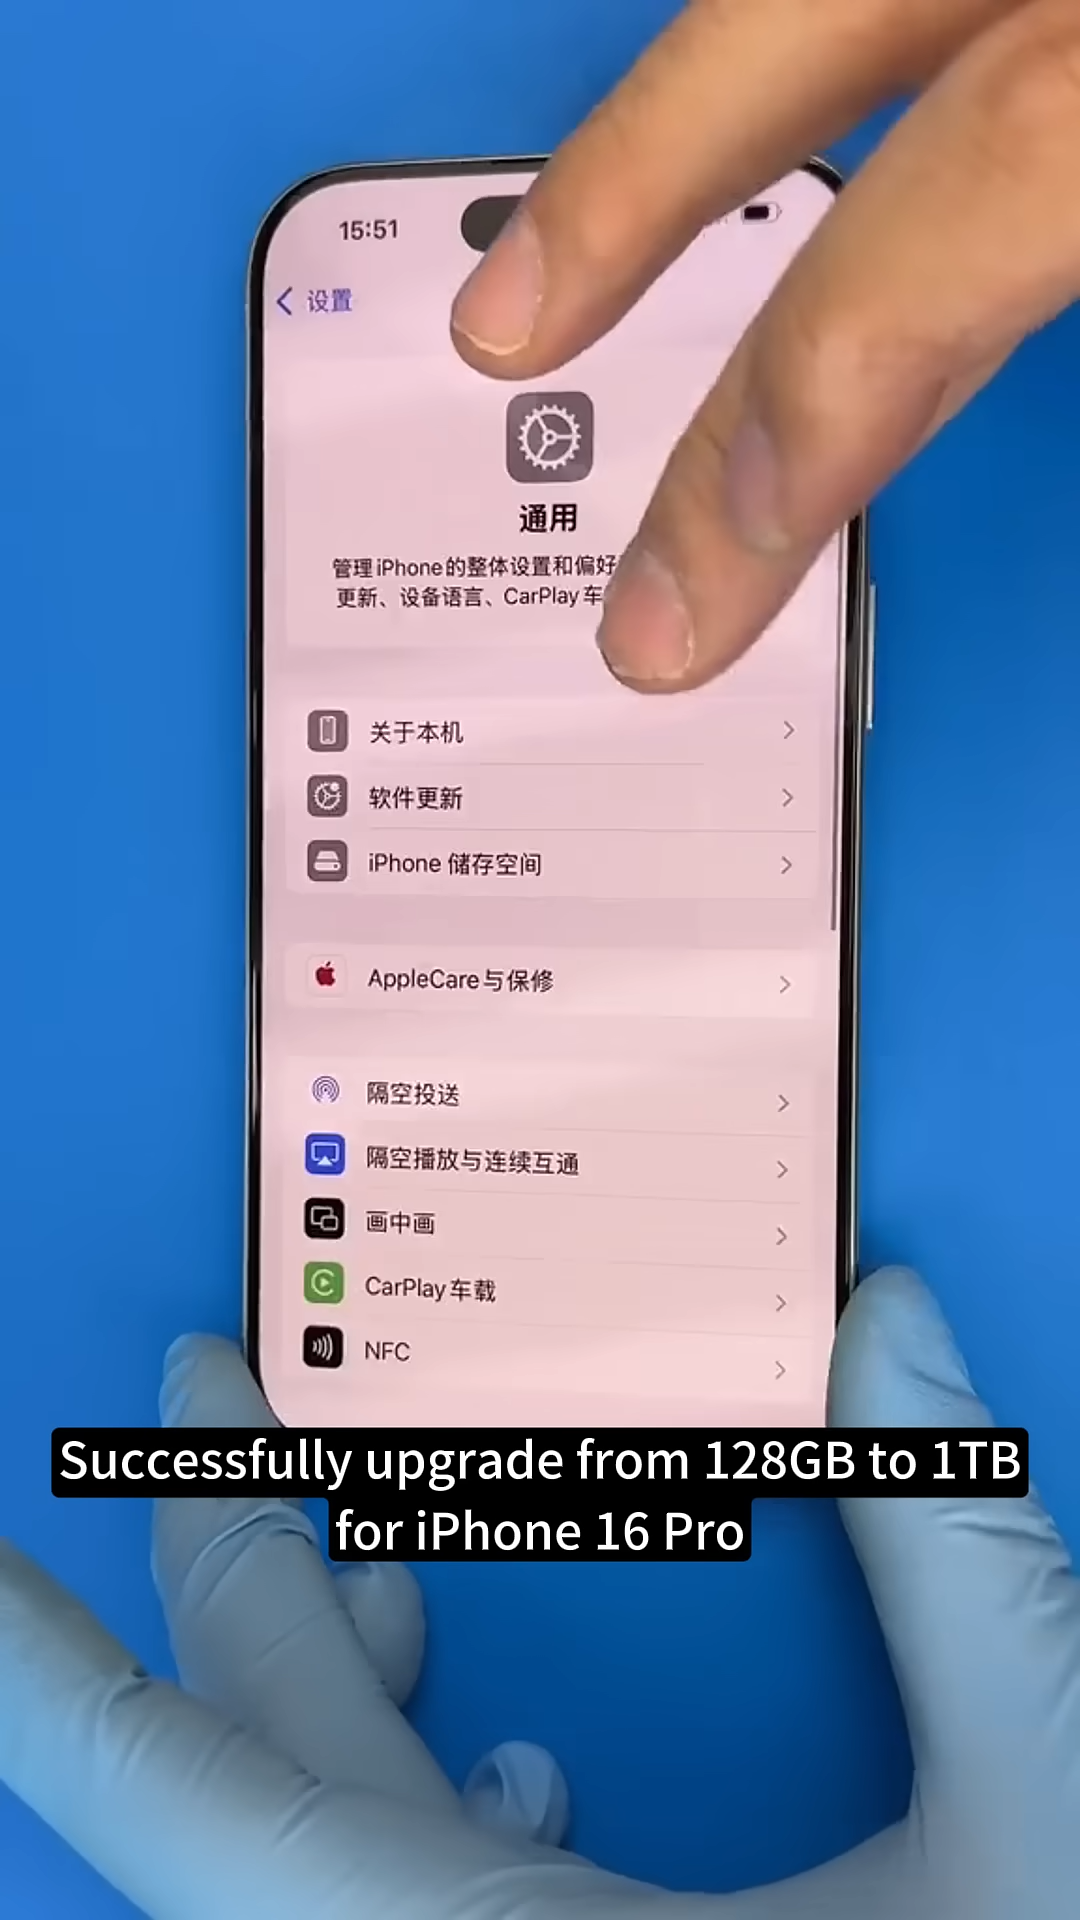 15:51
设置
通用
管理iPhone的整体设置和偏好
更新、设备语言、CarPlay车
关于本机
软件更新
iPhone 储存空间
AppleCare与保修
隔空投送
隔空播放与连续互通
画中画
CarPlay车载
NFC
Successfully upgrade from 128GB to 1TB
for iPhone 16 Pro